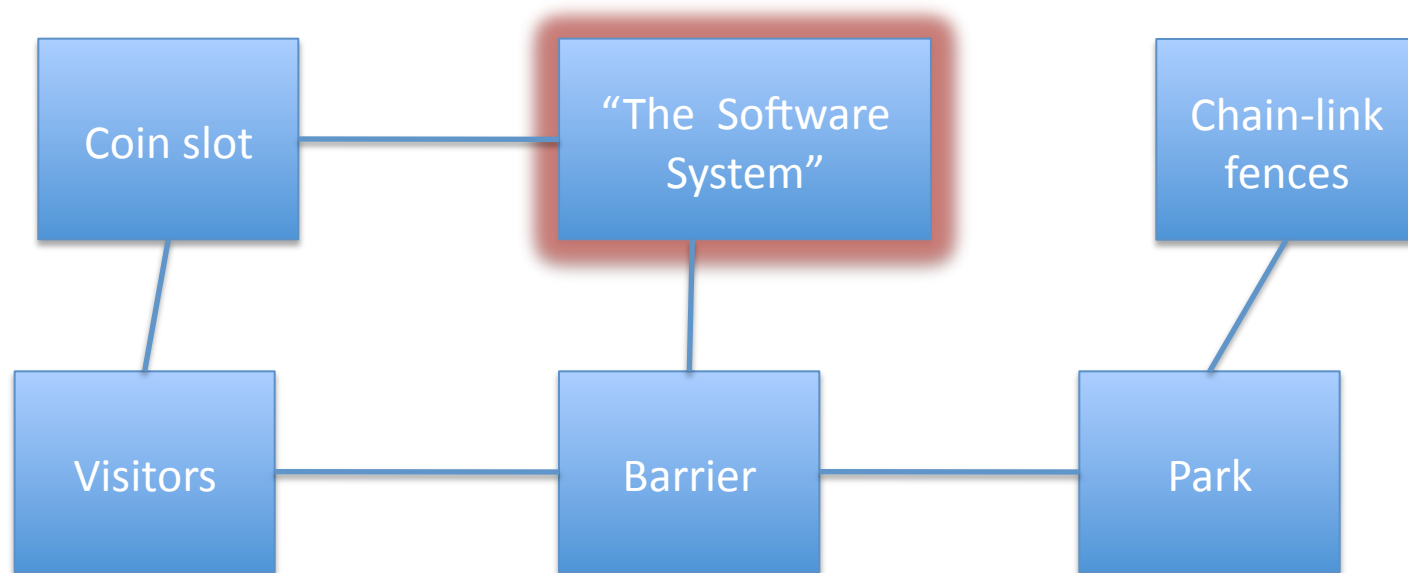 Coin slot
“The Software
System”
Chain-link
fences
Visitors
Barrier
Park